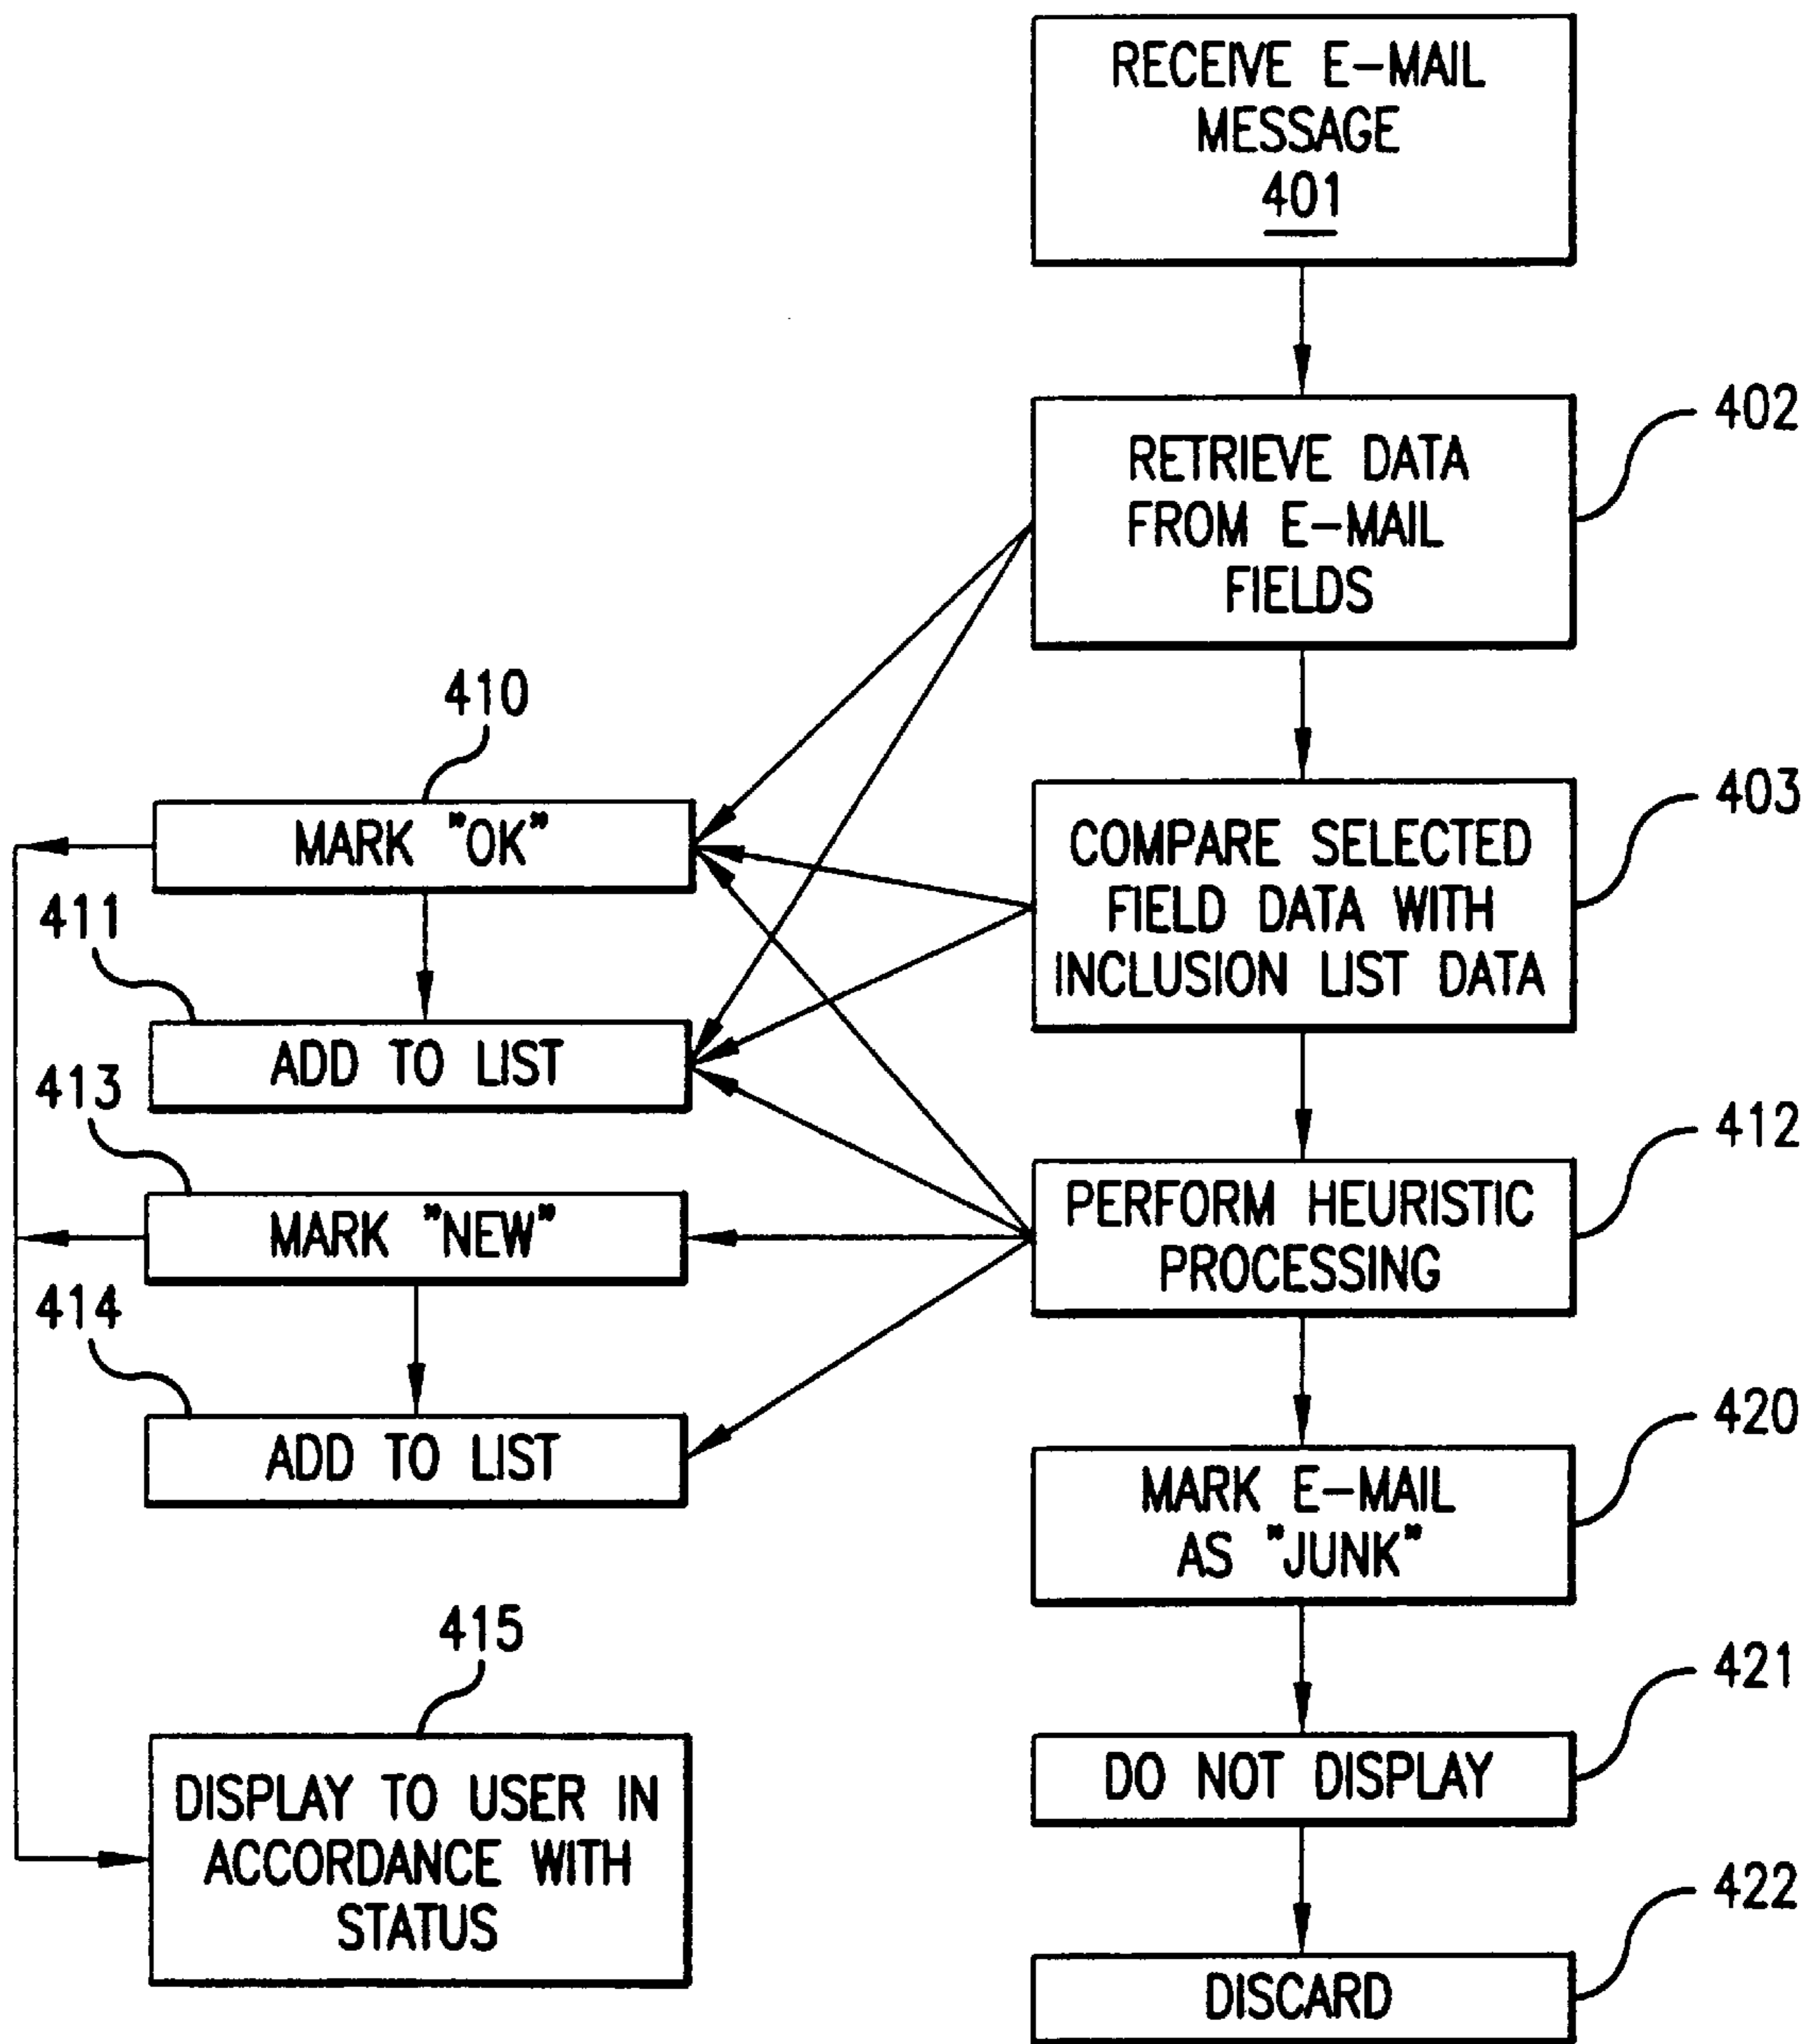 RECEIVE E-MAIL
MESSAGE
401
402
RETRIEVE DATA
FROM E-MAIL
FIELDS
403
COMPARE SELECTED
FIELD DATA WITH
INCLUSION LIST DATA
410
MARK "OK"
411
ADD TO LIST
412
PERFORM HEURISTIC
PROCESSING
413
MARK "NEW"
414
ADD TO LIST
415
DISPLAY TO USER IN
ACCORDANCE WITH
STATUS
420
MARK E-MAIL
AS "JUNK"
421
DO NOT DISPLAY
422
DISCARD